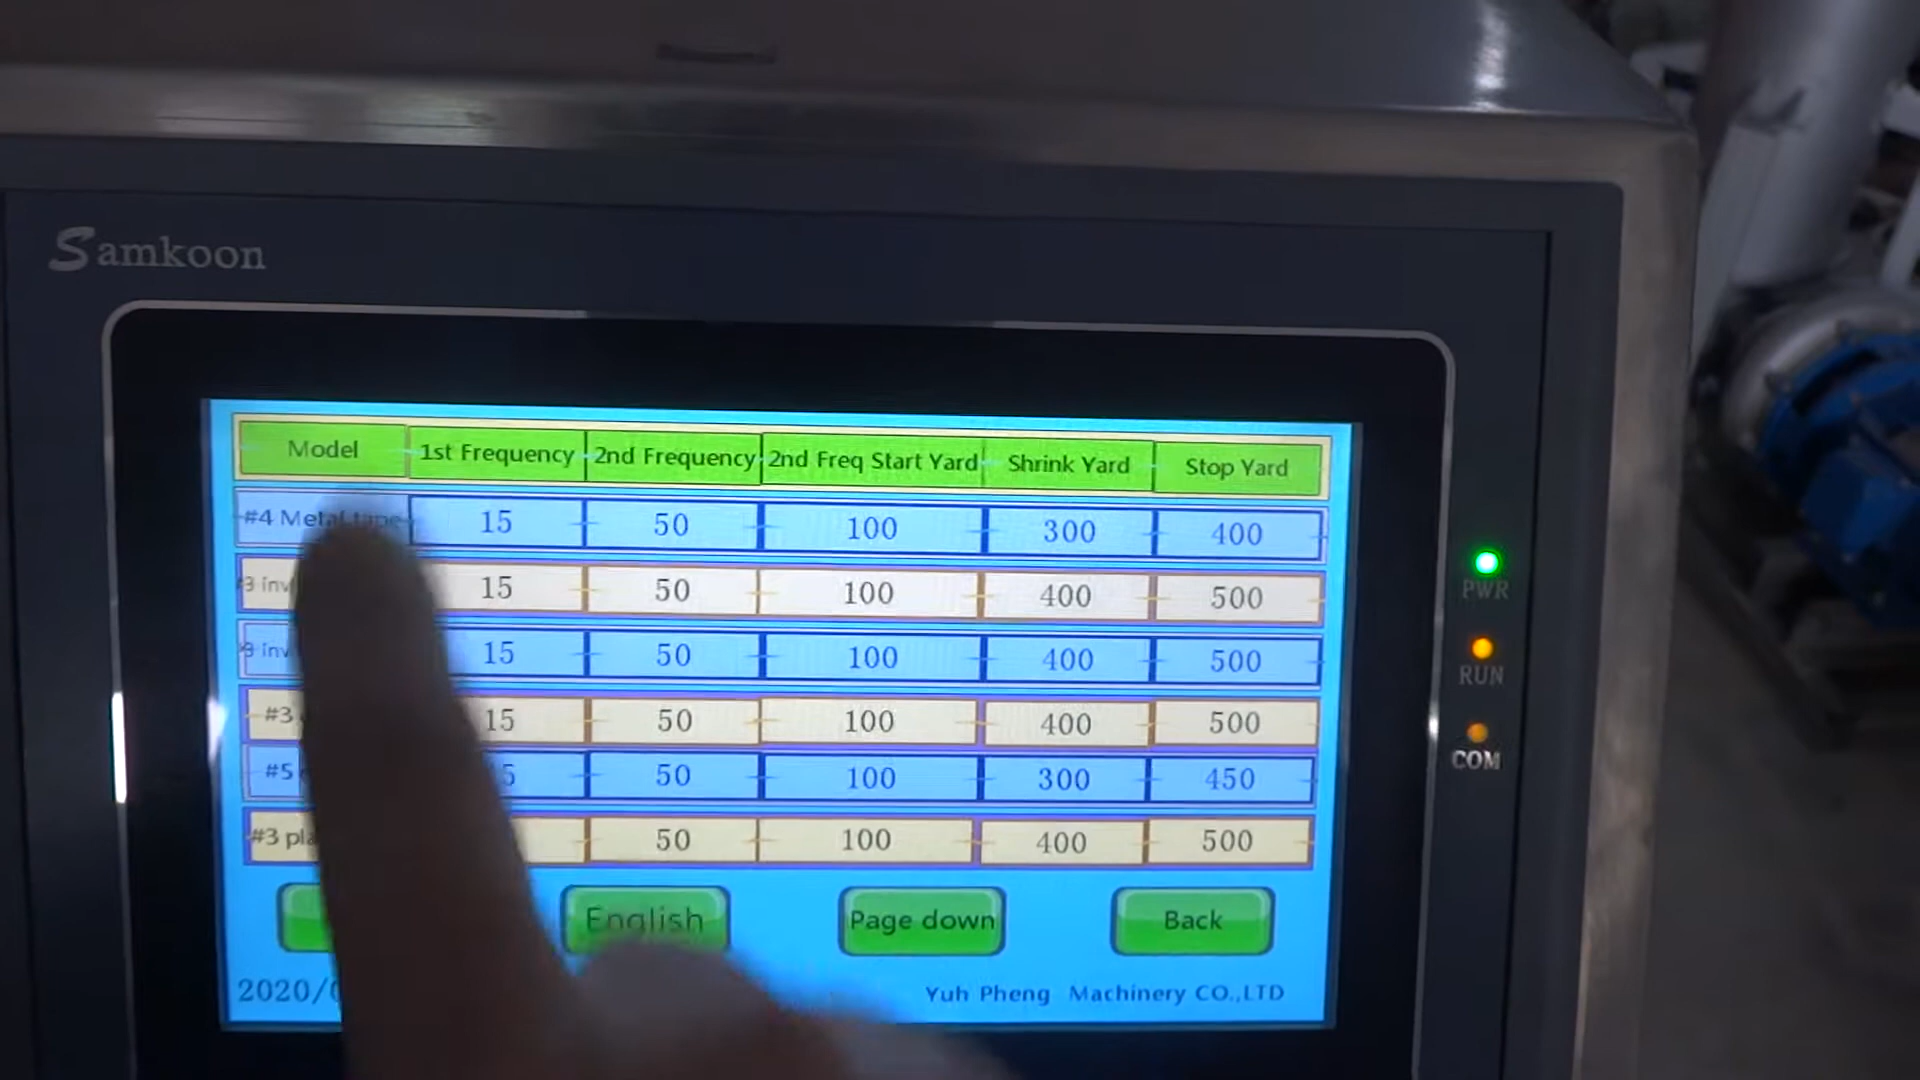 Samkoon
Model 1st Frequency 2nd Frequency 2nd Freq Start Yard Shrink Yard Stop Yard
#4 Metal tape 15 50 100 300 400
#3 inv 15 50 100 400 500
inv 15 50 100 400 500
#3 15 50 100 400 500
#5 5 50 100 300 450
#3 pla 50 100 400 500
English Page down Back
2020/0 Yuh Pheng Machinery CO.,LTD
PWR
RUN
COM